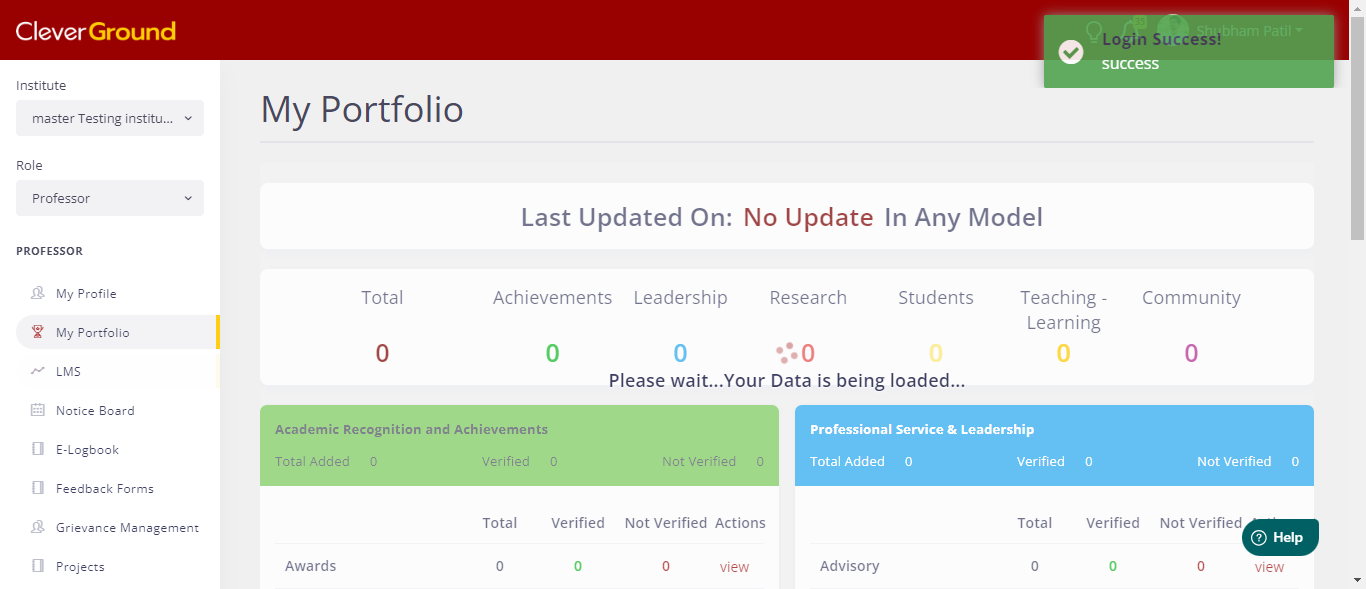 CleverGround
Shubham Patil
Login Success!
success
Institute
master Testing institu...
Role
Professor
PROFESSOR
My Profile
My Portfolio
LMS
Notice Board
E-Logbook
Feedback Forms
Grievance Management
Projects
My Portfolio
Last Updated On: No Update In Any Model
Total Achievements Leadership Research Students Teaching - Community
Learning
0 0 0 0 0 0 0
Please wait...Your Data is being loaded...
Academic Recognition and Achievements
Total Added 0 Verified 0 Not Verified 0
Total Verified Not Verified Actions
Awards 0 0 0 view
Professional Service & Leadership
Total Added 0 Verified 0 Not Verified 0
Total Verified Not Verified
Advisory 0 0 0 view
Help